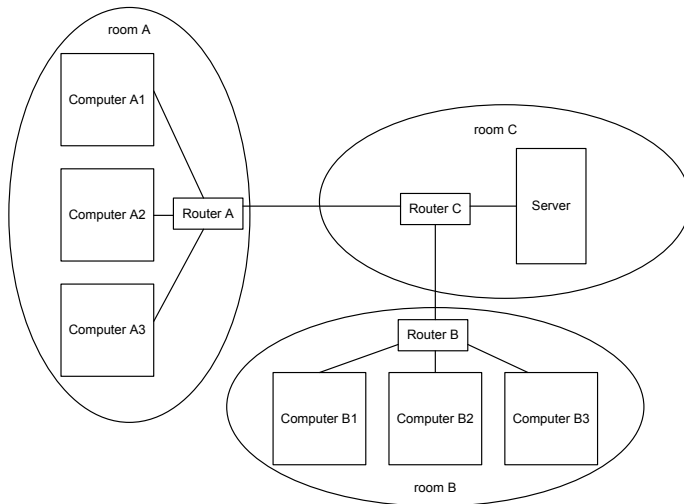 room A
Computer A1
Computer A2
Router A
Computer A3
room C
Router C
Server
Router B
Computer B1
Computer B2
Computer B3
room B